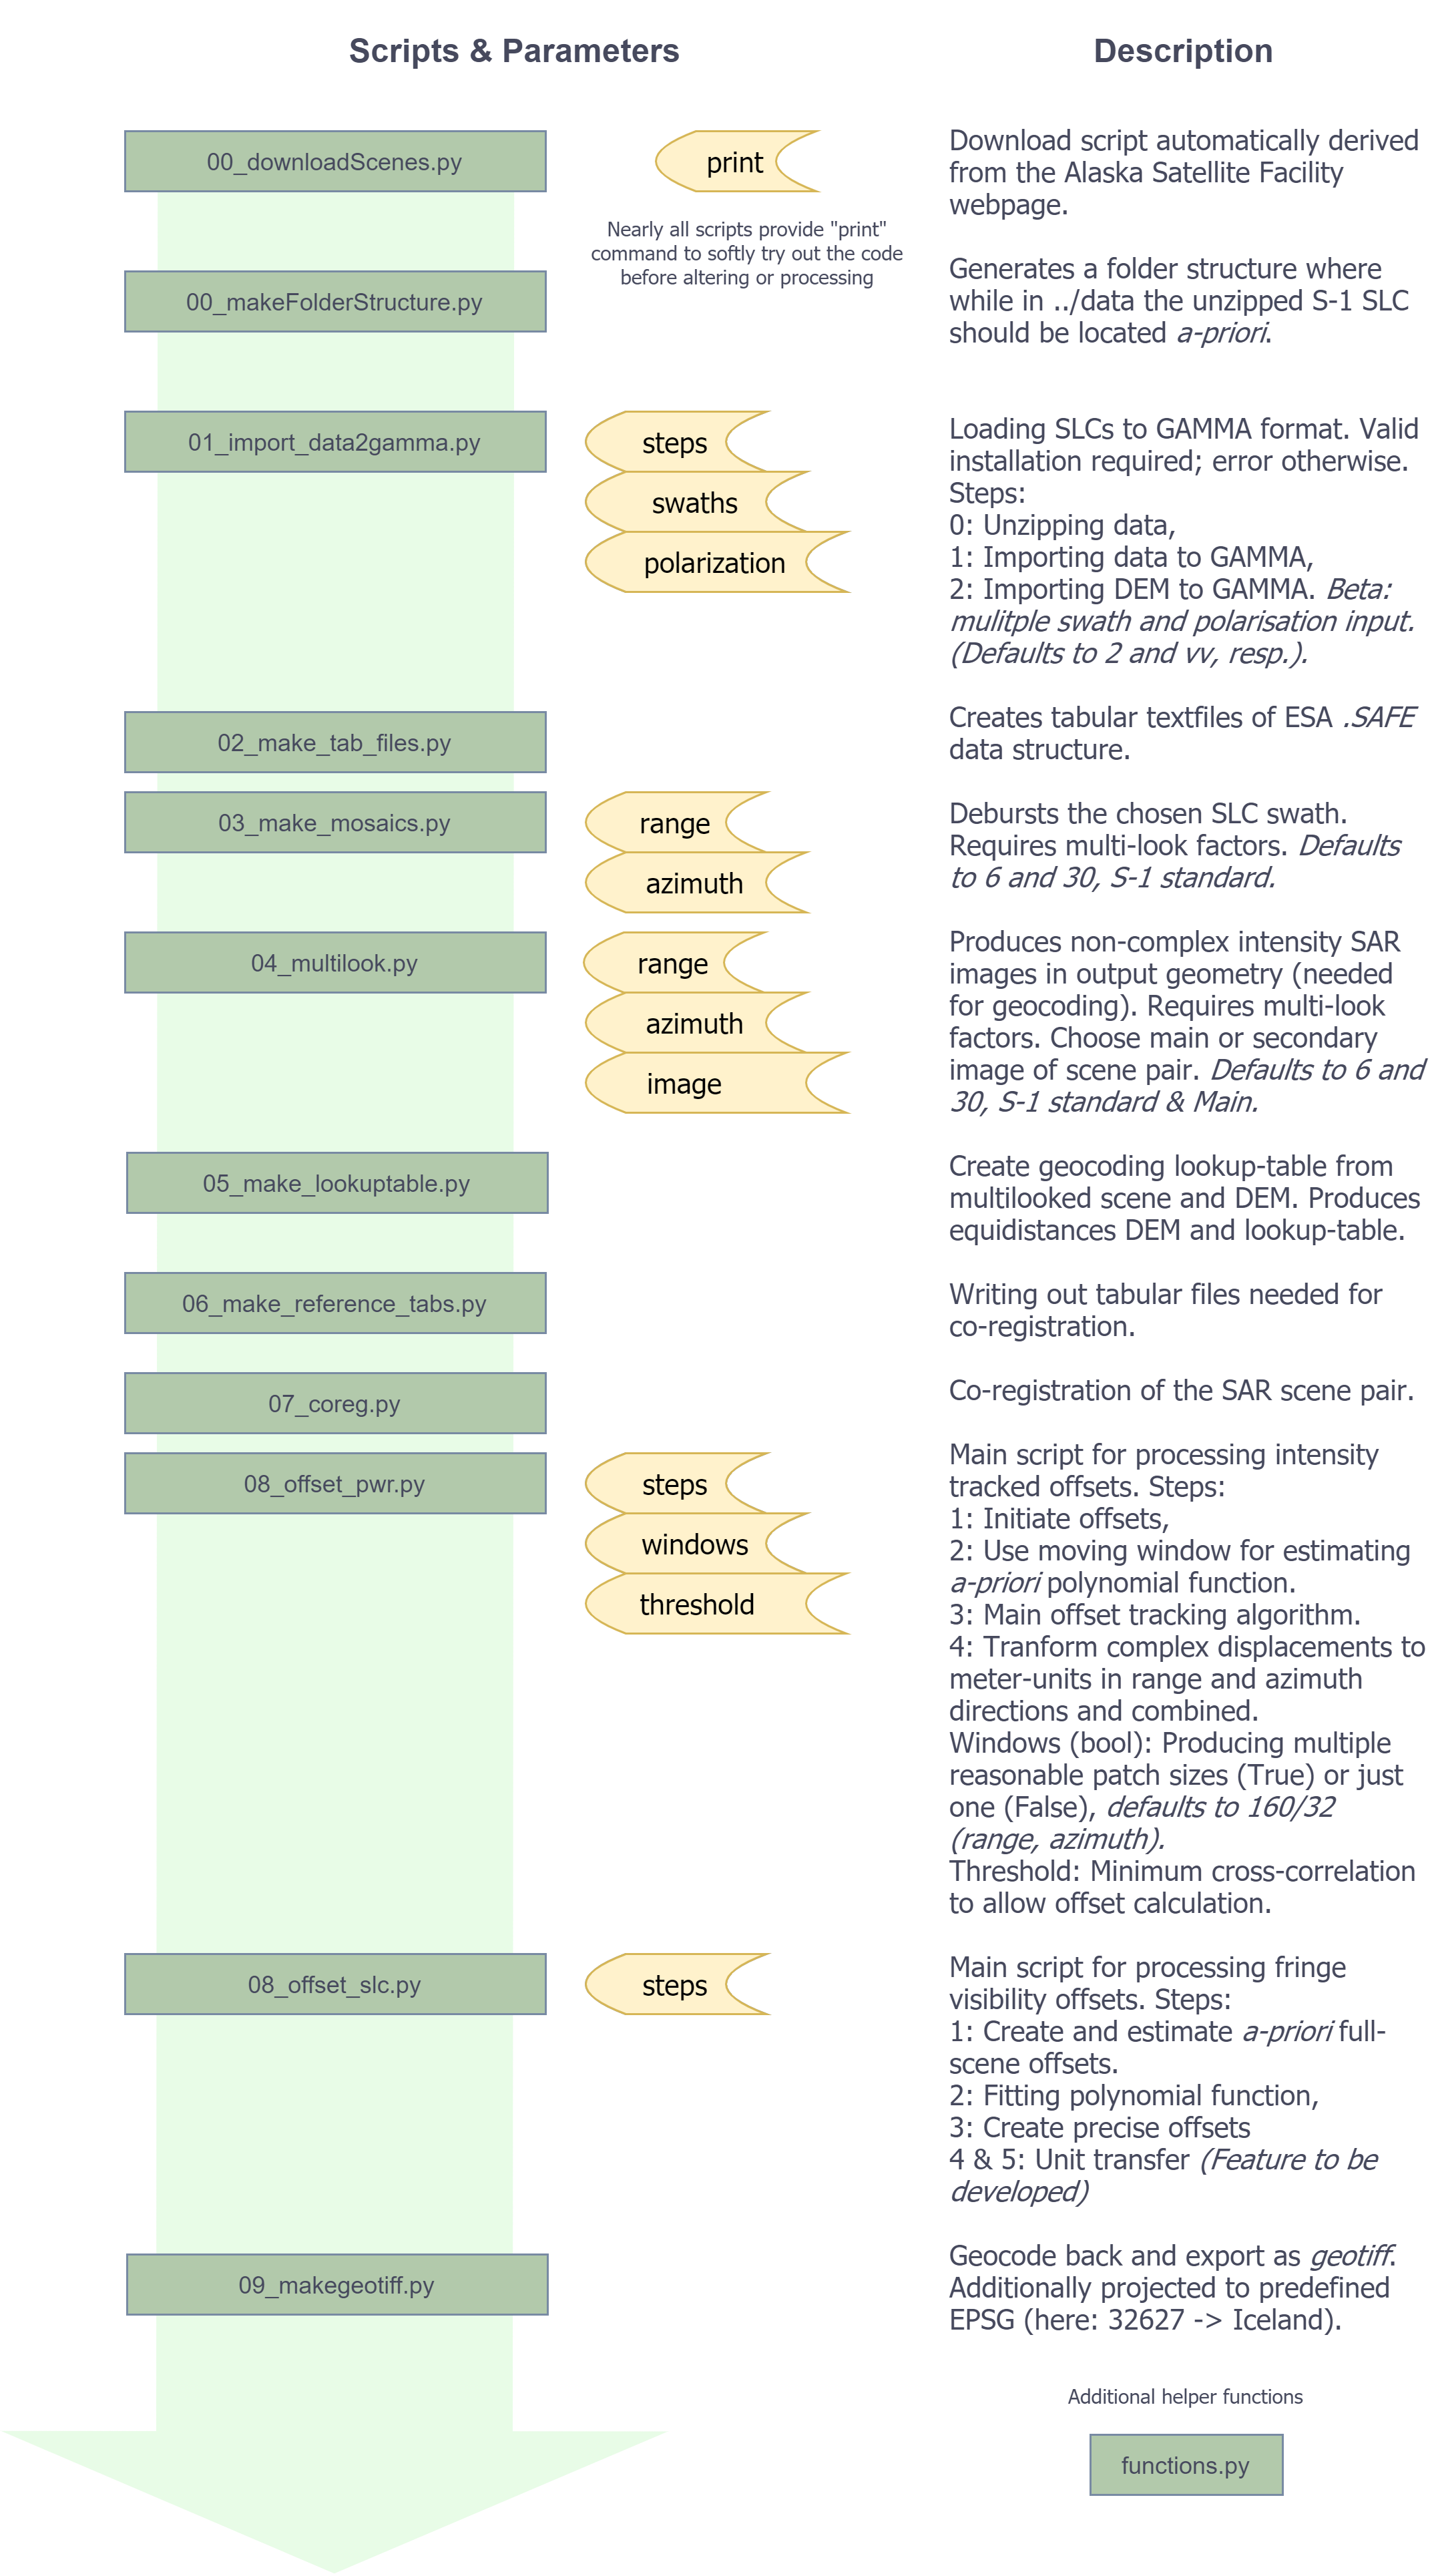 Scripts & Parameters
Description
00_downloadScenes.py
print
Download script automatically derived
from the Alaska Satellite Facility
webpage.
Nearly all scripts provide "print"
command to softly try out the code
before altering or processing
00_makeFolderStructure.py
Generates a folder structure where
while in ../data the unzipped S-1 SLC
should be located a-priori.
01_import_data2gamma.py
steps
swaths
polarization
Loading SLCs to GAMMA format. Valid
installation required; error otherwise.
Steps:
0: Unzipping data,
1: Importing data to GAMMA,
2: Importing DEM to GAMMA. Beta:
mulitple swath and polarisation input.
(Defaults to 2 and vv, resp.).
02_make_tab_files.py
Creates tabular textfiles of ESA .SAFE
data structure.
03_make_mosaics.py
range
azimuth
Debursts the chosen SLC swath.
Requires multi-look factors. Defaults
to 6 and 30, S-1 standard.
04_multilook.py
range
azimuth
image
Produces non-complex intensity SAR
images in output geometry (needed
for geocoding). Requires multi-look
factors. Choose main or secondary
image of scene pair. Defaults to 6 and
30, S-1 standard & Main.
05_make_lookuptable.py
Create geocoding lookup-table from
multilooked scene and DEM. Produces
equidistances DEM and lookup-table.
06_make_reference_tabs.py
Writing out tabular files needed for
co-registration.
07_coreg.py
Co-registration of the SAR scene pair.
08_offset_pwr.py
steps
windows
threshold
Main script for processing intensity
tracked offsets. Steps:
1: Initiate offsets,
2: Use moving window for estimating
a-priori polynomial function.
3: Main offset tracking algorithm.
4: Tranform complex displacements to
meter-units in range and azimuth
directions and combined.
Windows (bool): Producing multiple
reasonable patch sizes (True) or just
one (False), defaults to 160/32
(range, azimuth).
Threshold: Minimum cross-correlation
to allow offset calculation.
08_offset_slc.py
steps
Main script for processing fringe
visibility offsets. Steps:
1: Create and estimate a-priori full-
scene offsets.
2: Fitting polynomial function,
3: Create precise offsets
4 & 5: Unit transfer (Feature to be
developed)
09_makegeotiff.py
Geocode back and export as geotiff.
Additionally projected to predefined
EPSG (here: 32627 -> Iceland).
Additional helper functions
functions.py